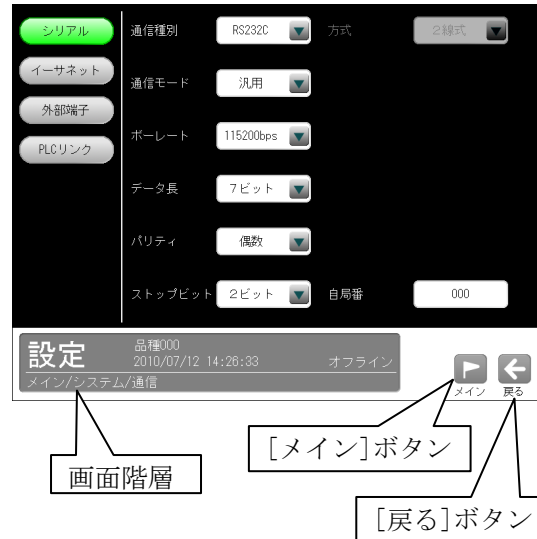 シリアル
イーサネット
外部端子
PLCリンク
通信種別 RS232C 方式 2線式
通信モード 汎用
ボーレート 115200bps
データ長 7ビット
パリティ 偶数
ストップビット 2ビット 自局番 000
設定 品種000
2010/07/12 14:26:33 オフライン
メイン/システム/通信
メイン 戻る
[メイン]ボタン
画面階層
[戻る]ボタン